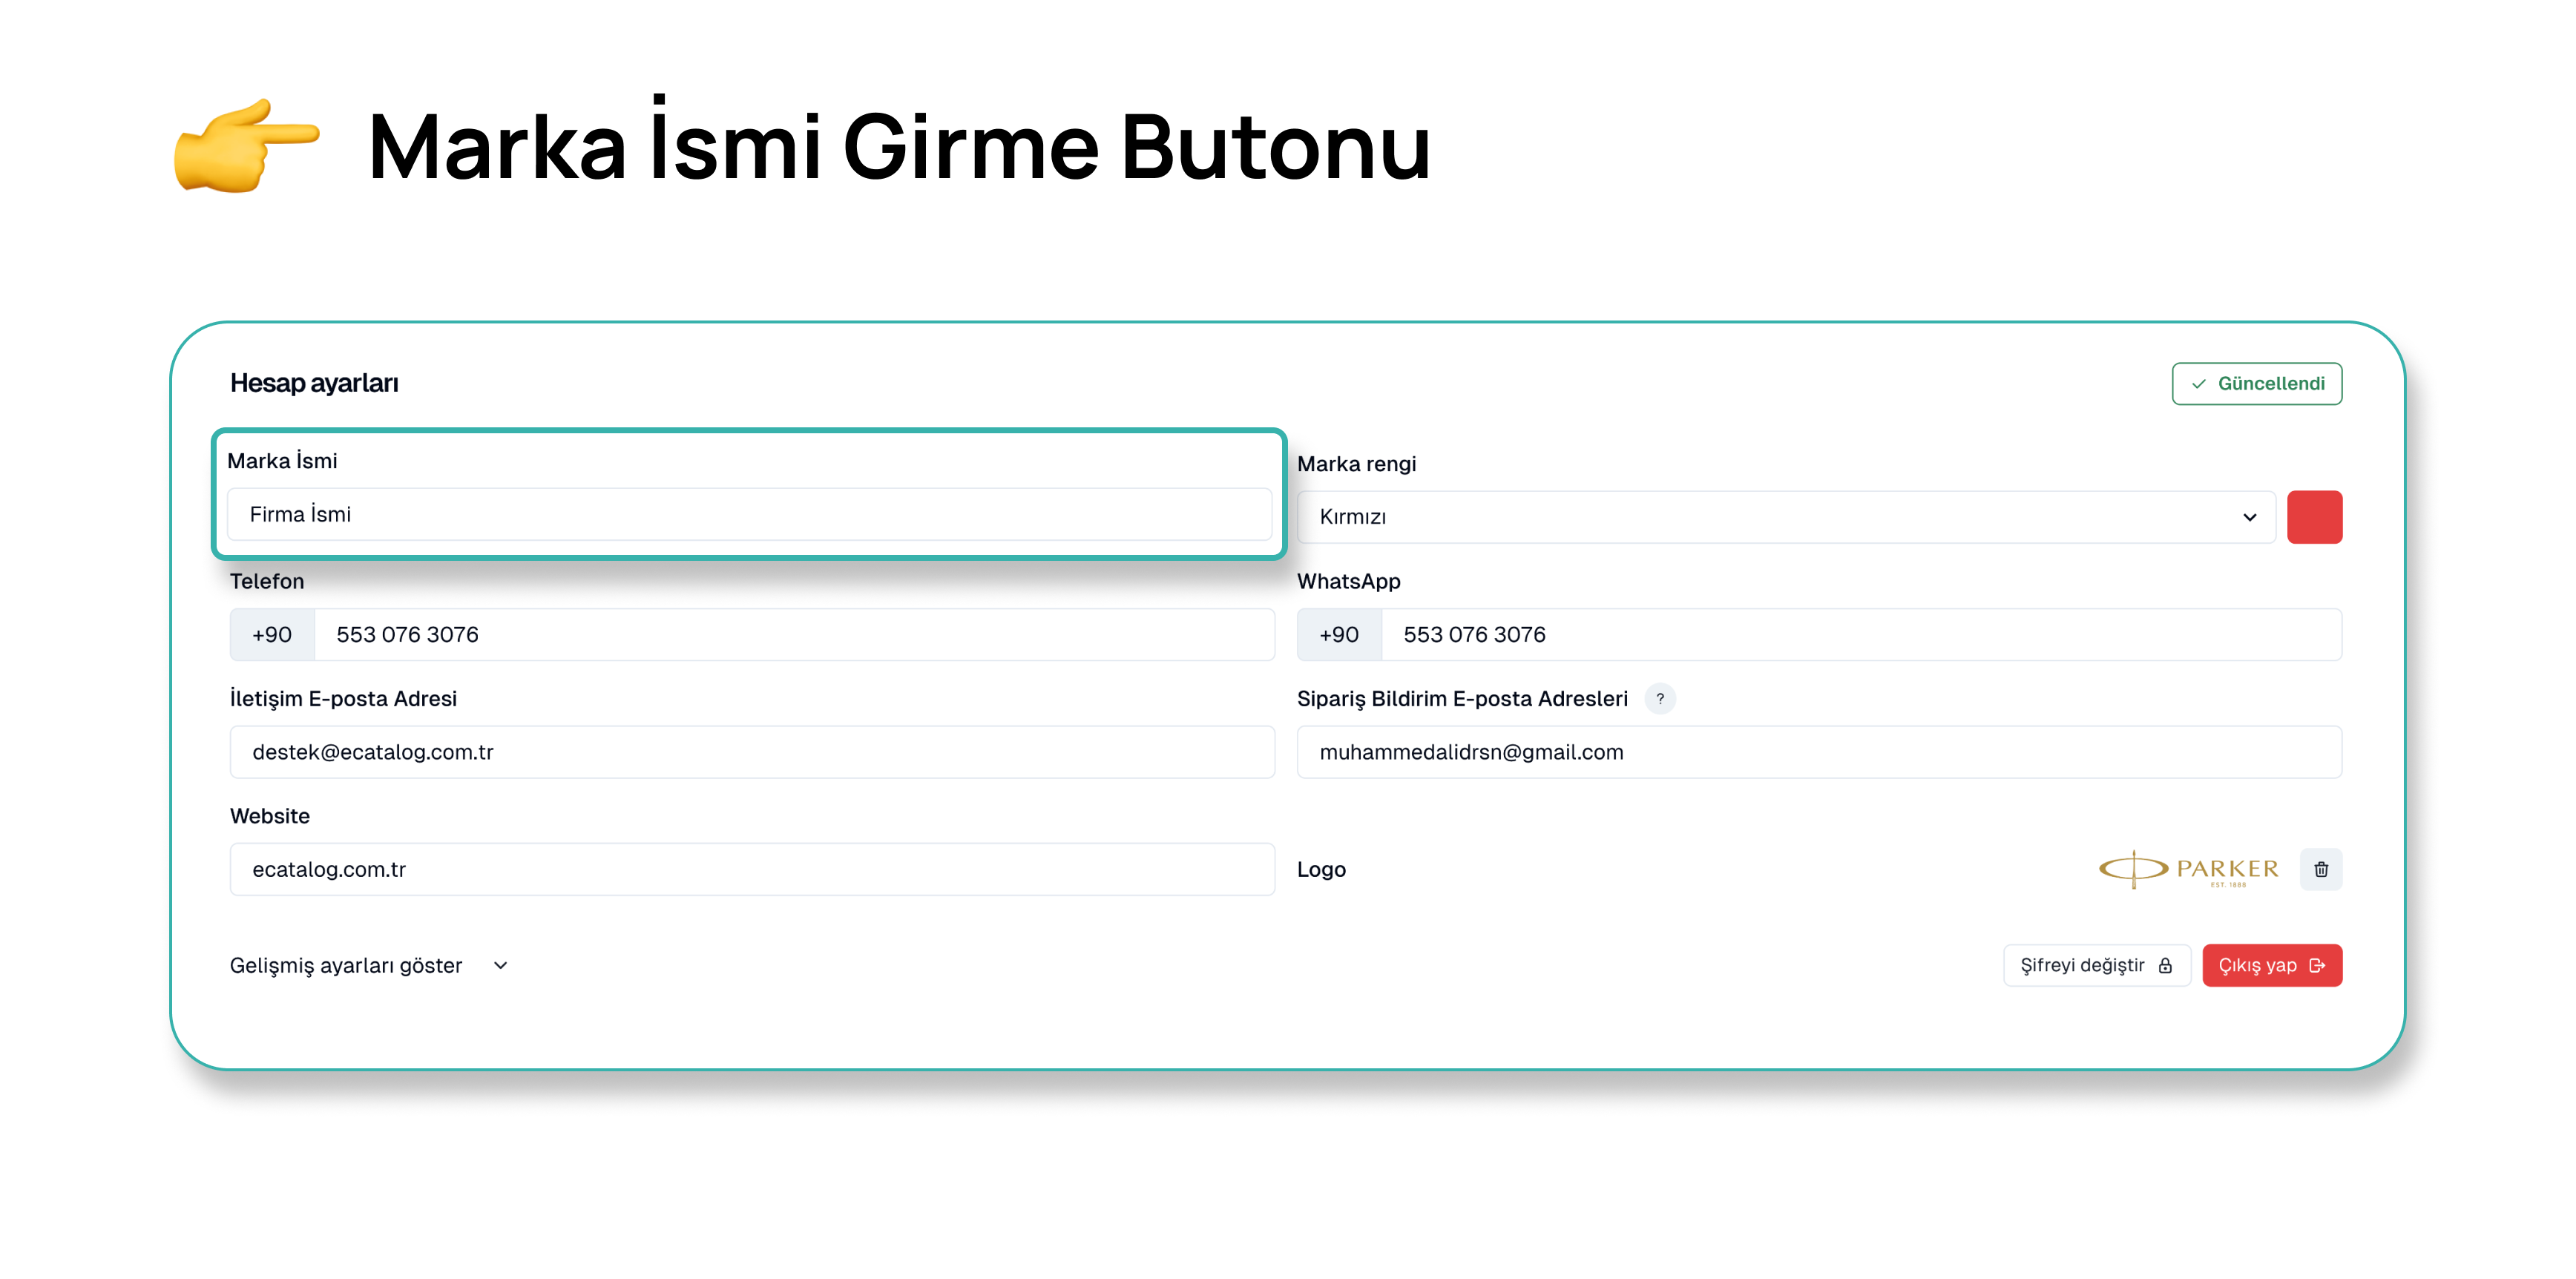 Marka İsmi Girme Butonu
Hesap ayarları
Güncellendi
Marka İsmi
Firma İsmi
Marka rengi
Kırmızı
Telefon
+90 553 076 3076
WhatsApp
+90 553 076 3076
İletişim E-posta Adresi
destek@ecatalog.com.tr
Sipariş Bildirim E-posta Adresleri ?
muhammedalidrsn@gmail.com
Website
ecatalog.com.tr
Logo
PARKER
EST. 1888
Gelişmiş ayarları göster
Şifreyi değiştir
Çıkış yap